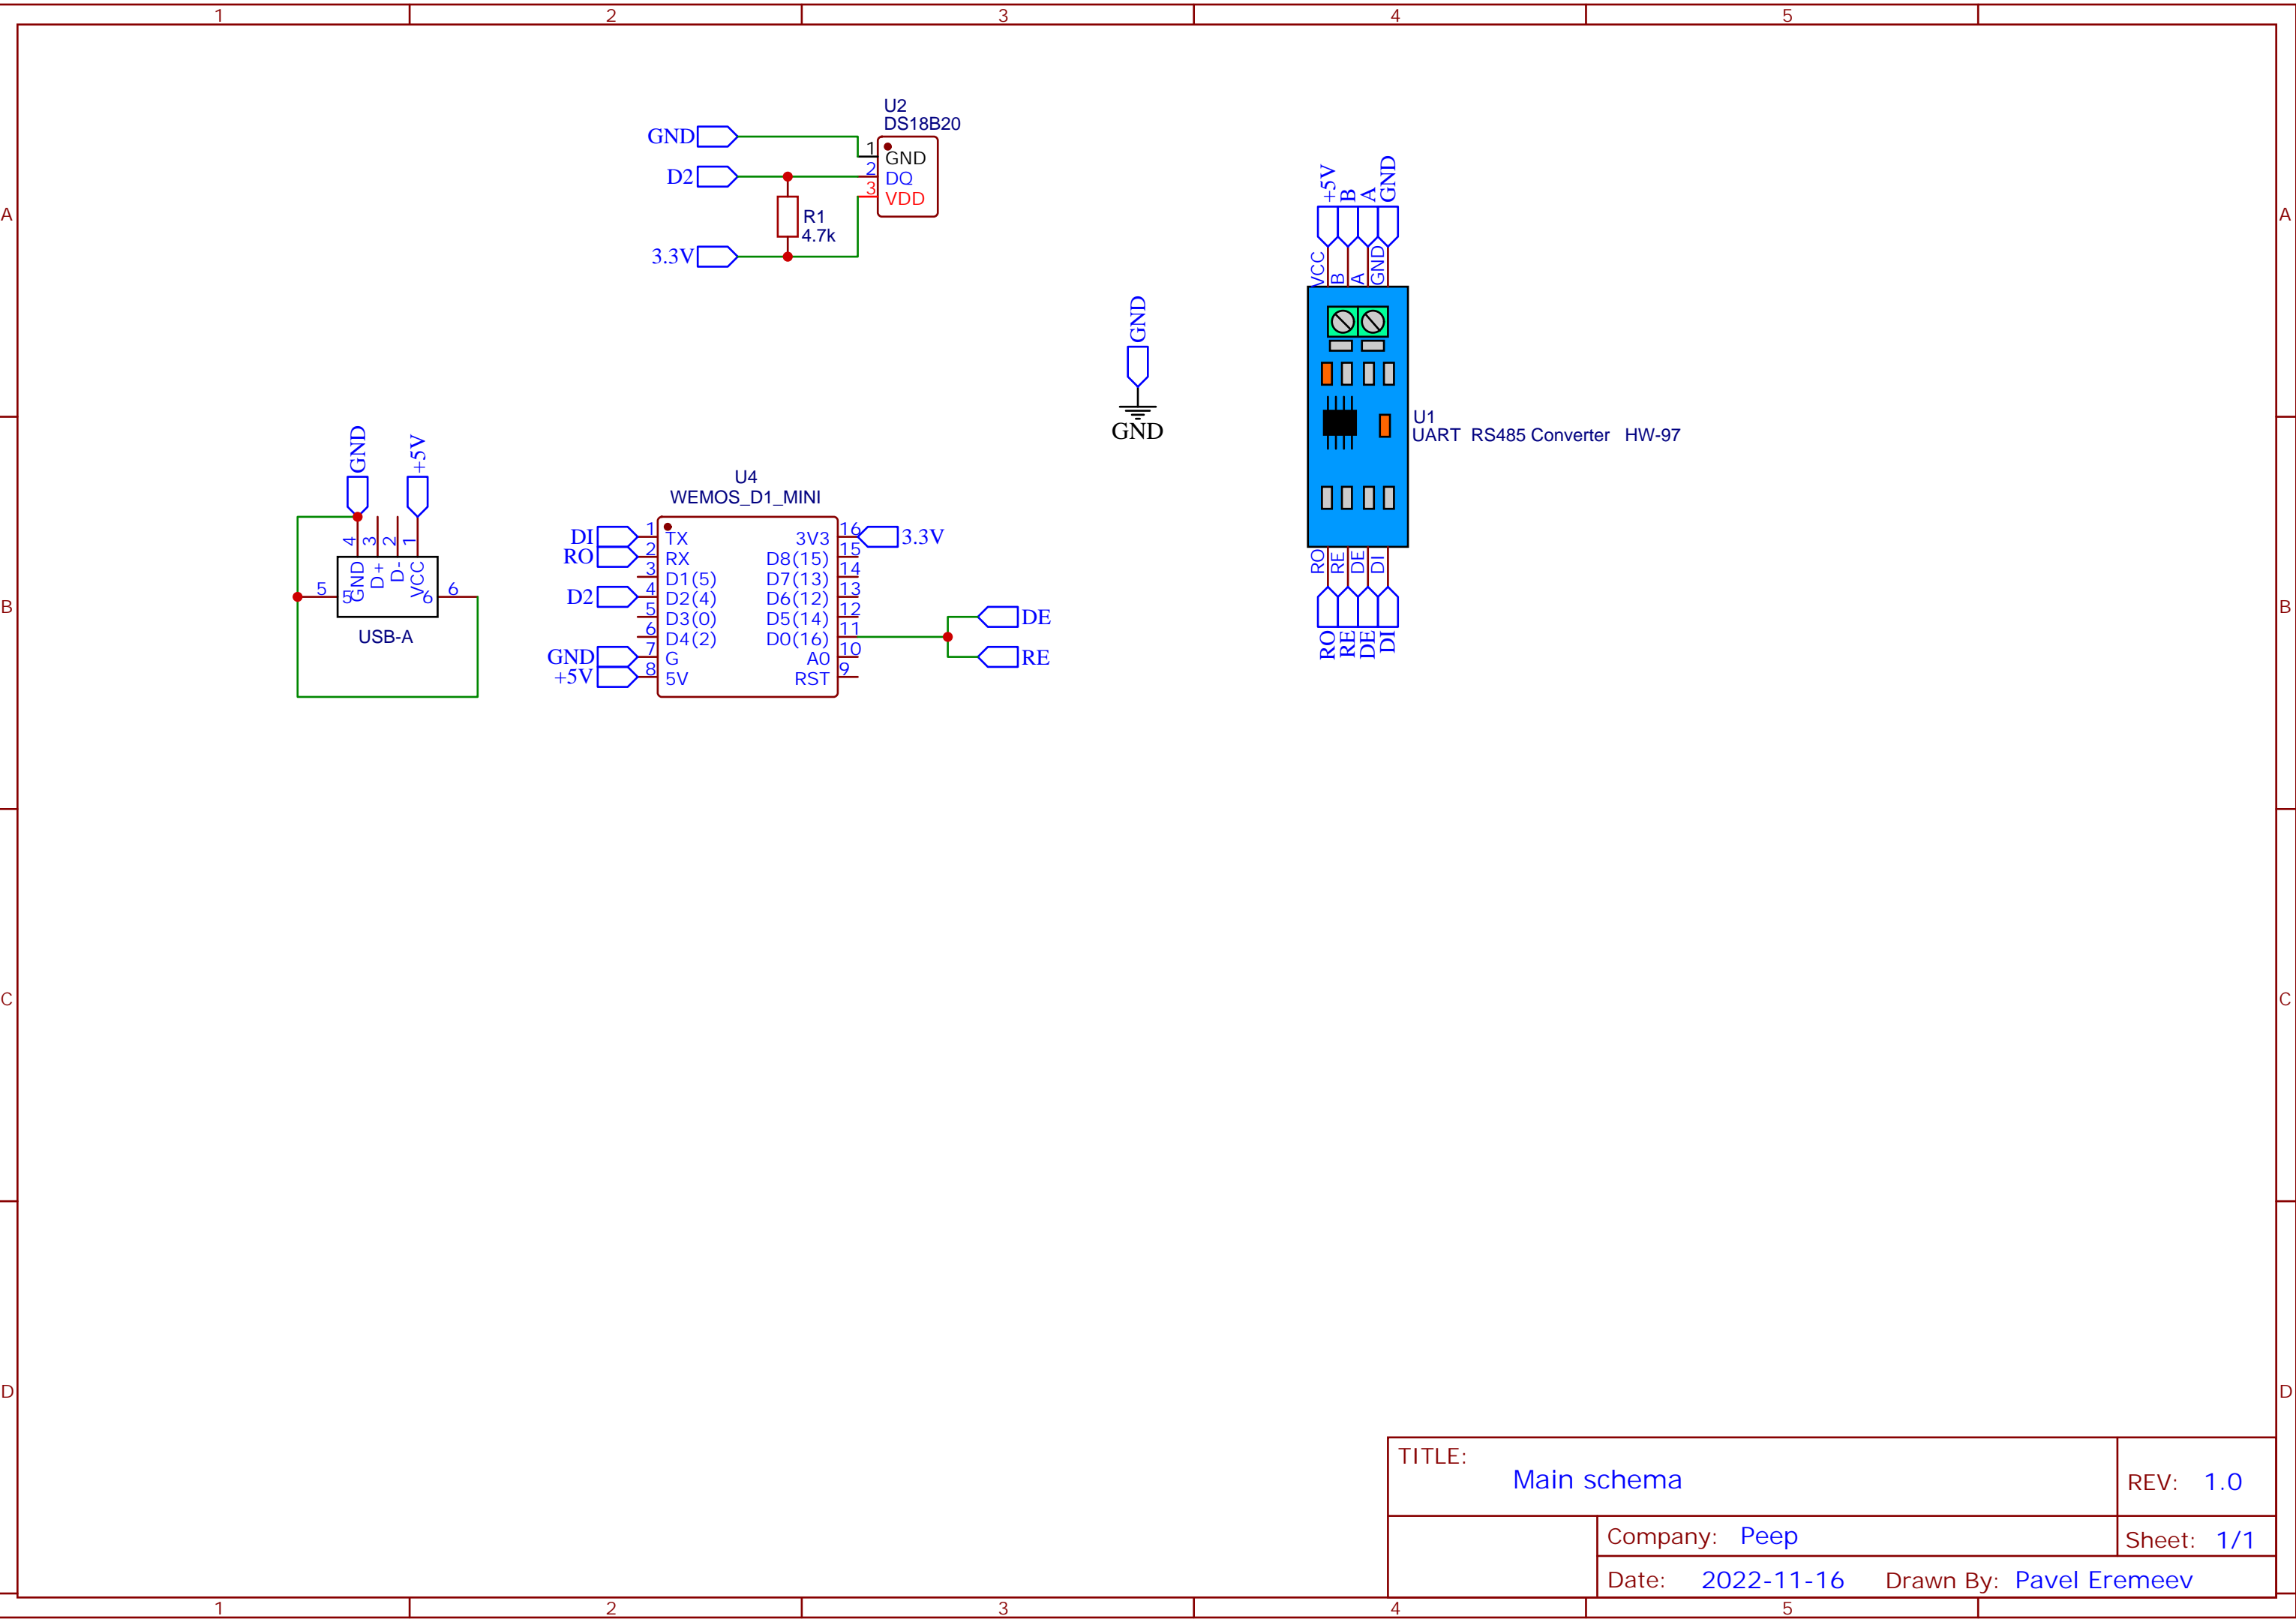 1 2 3 4 5
A A
B B
C C
D D
U2
DS18B20
GND
D2
3.3V
1 GND
2 DQ
3 VDD
R1
4.7k
+5V B A GND
VCC B A GND
U1
UART RS485 Converter HW-97
RO RE DE DI
RO RE DE DI
GND
GND
GND +5V
4 3 2 1
GND D+ D- VCC
5 5 6 6
USB-A
U4
WEMOS_D1_MINI
DI 1 TX 3V3 16 3.3V
RO 2 RX D8(15) 15
3 D1(5) D7(13) 14
D2 4 D2(4) D6(12) 13
5 D3(0) D5(14) 12 DE
6 D4(2) D0(16) 11
GND 7 G A0 10 RE
+5V 8 5V RST 9
TITLE:
Main schema
REV: 1.0
Company: Peep
Sheet: 1/1
Date: 2022-11-16 Drawn By: Pavel Eremeev
1 2 3 4 5